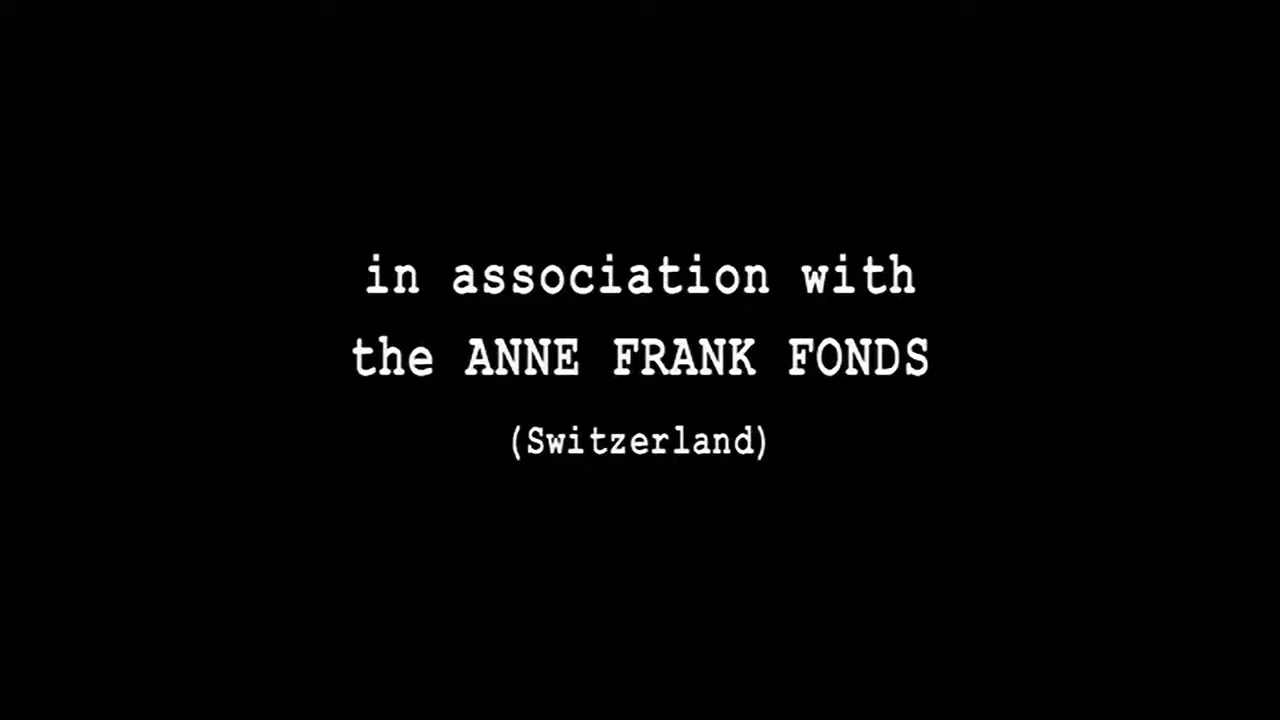 in association with
the ANNE FRANK FONDS
(Switzerland)